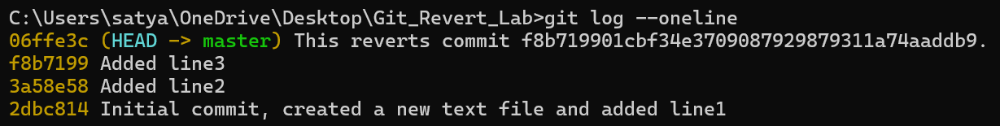 C:\Users\satya\OneDrive\Desktop\Git_Revert_Lab>git log --oneline
06ffe3c (HEAD -> master) This reverts commit f8b719901cbf34e3709087929879311a74aaddb9.
f8b7199 Added line3
3a58e58 Added line2
2dbc814 Initial commit, created a new text file and added line1